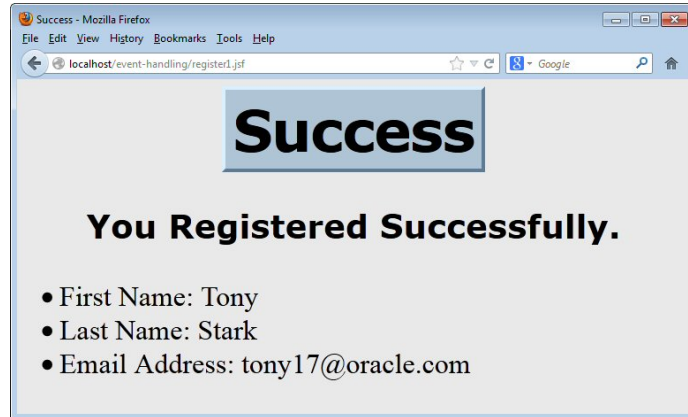 Success - Mozilla Firefox
File Edit View History Bookmarks Tools Help
localhost/event-handling/register1.jsf
Google
Success
You Registered Successfully.
• First Name: Tony
• Last Name: Stark
• Email Address: tony17@oracle.com